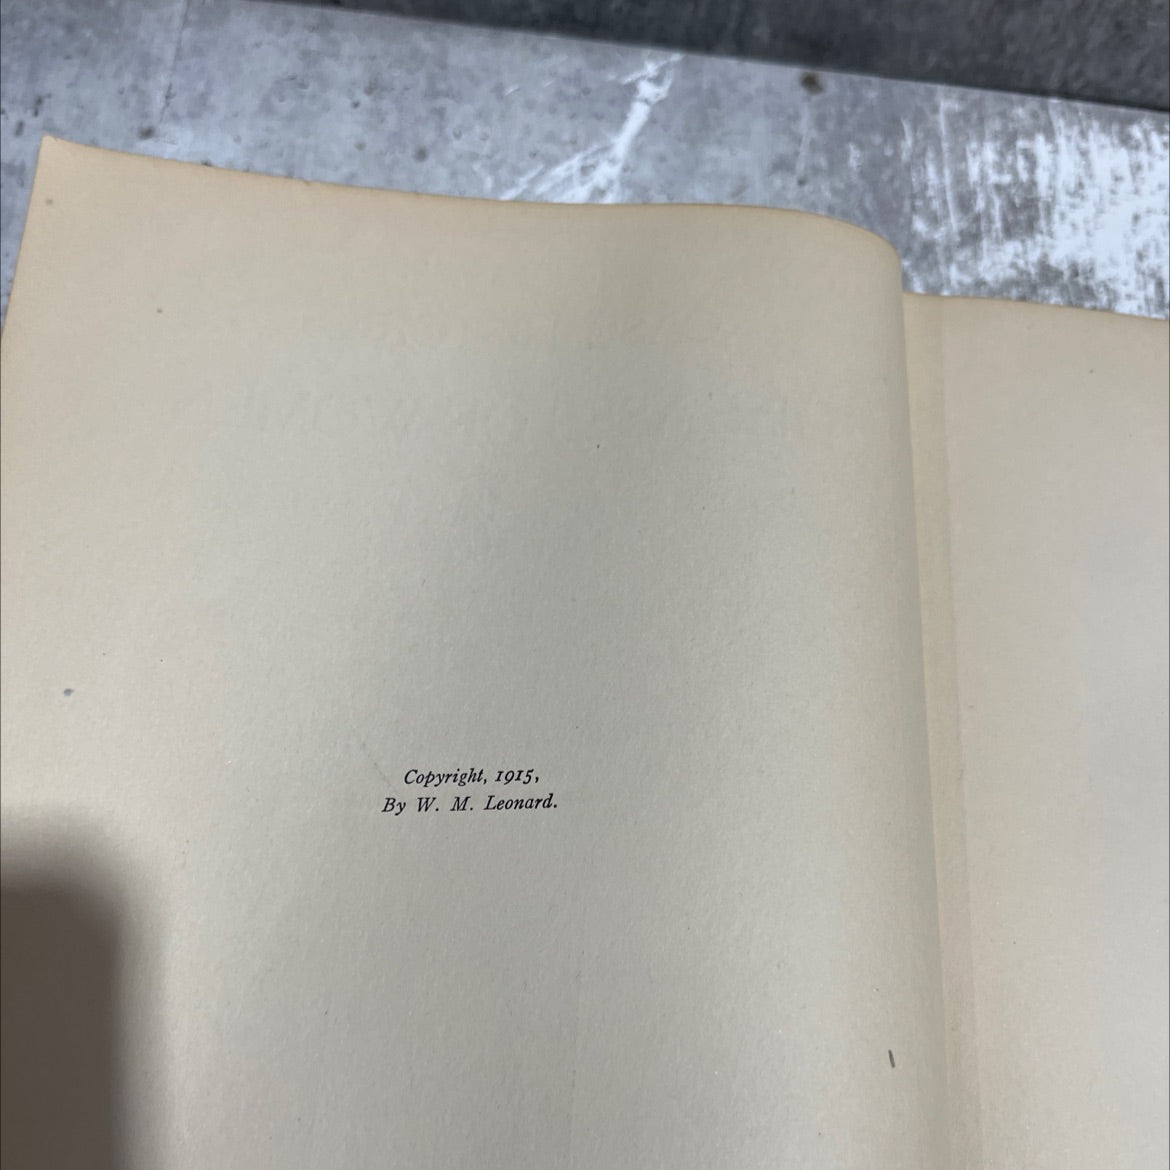 Copyright, 1915,
By W. M. Leonard.